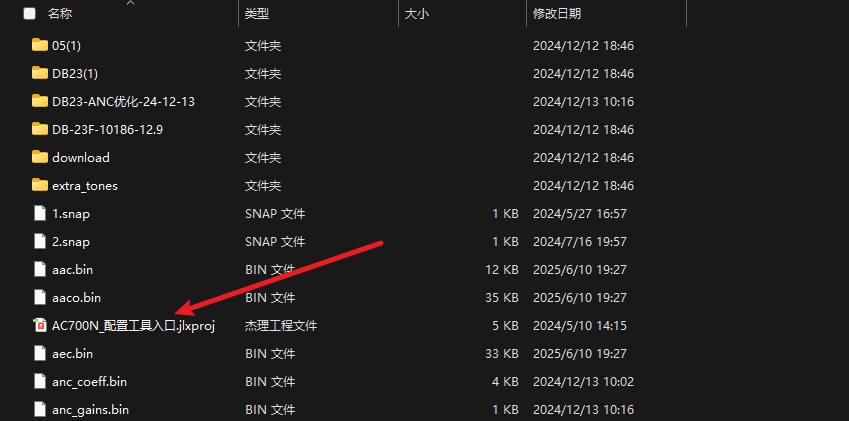 名称 类型 大小 修改日期
05(1) 文件夹 2024/12/12 18:46
DB23(1) 文件夹 2024/12/12 18:46
DB23-ANC优化-24-12-13 文件夹 2024/12/13 10:16
DB-23F-10186-12.9 文件夹 2024/12/12 18:46
download 文件夹 2024/12/12 18:46
extra_tones 文件夹 2024/12/12 18:46
1.snap SNAP 文件 1 KB 2024/5/27 16:57
2.snap SNAP 文件 1 KB 2024/7/16 19:57
aac.bin BIN 文件 12 KB 2025/6/10 19:27
aaco.bin BIN 文件 35 KB 2025/6/10 19:27
AC700N_配置工具入口.jlxproj 杰理工程文件 5 KB 2024/5/10 14:15
aec.bin BIN 文件 33 KB 2025/6/10 19:27
anc_coeff.bin BIN 文件 4 KB 2024/12/13 10:02
anc_gains.bin BIN 文件 1 KB 2024/12/13 10:16